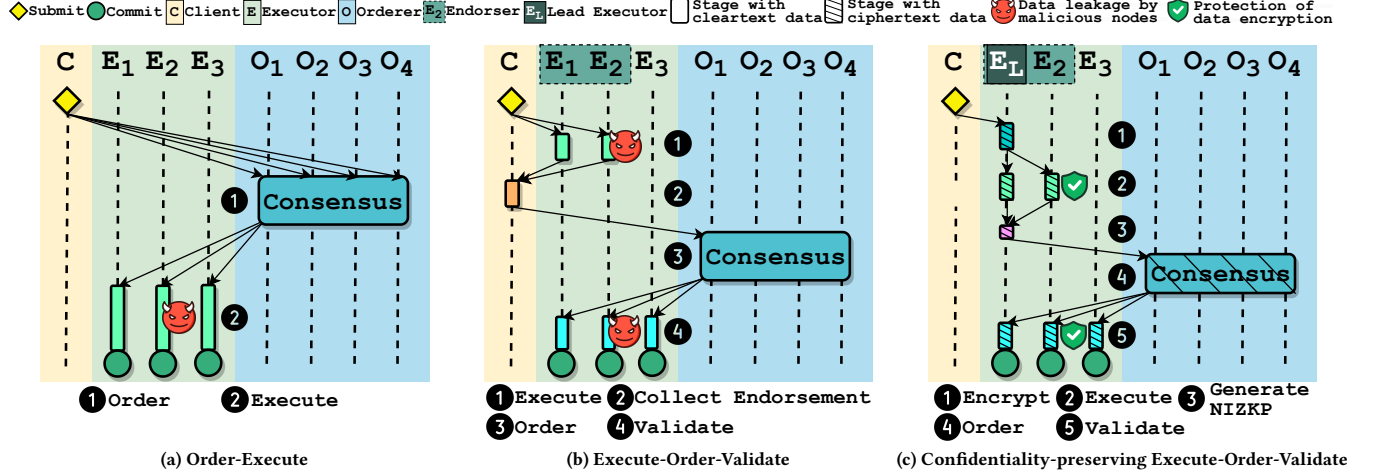 Submit Commit C Client E Executor O Orderer E2 Endorser EL Lead Executor Stage with cleartext data Stage with ciphertext data Data leakage by malicious nodes Protection of data encryption
C E1 E2 E3 O1 O2 O3 O4
1 Consensus
2
1 Order 2 Execute
(a) Order-Execute
C E1 E2 E3 O1 O2 O3 O4
1
2
3 Consensus
4
1 Execute 2 Collect Endorsement
3 Order 4 Validate
(b) Execute-Order-Validate
C EL E2 E3 O1 O2 O3 O4
1
2
3
4 Consensus
5
1 Encrypt 2 Execute 3 Generate NIZKP
4 Order 5 Validate
(c) Confidentiality-preserving Execute-Order-Validate